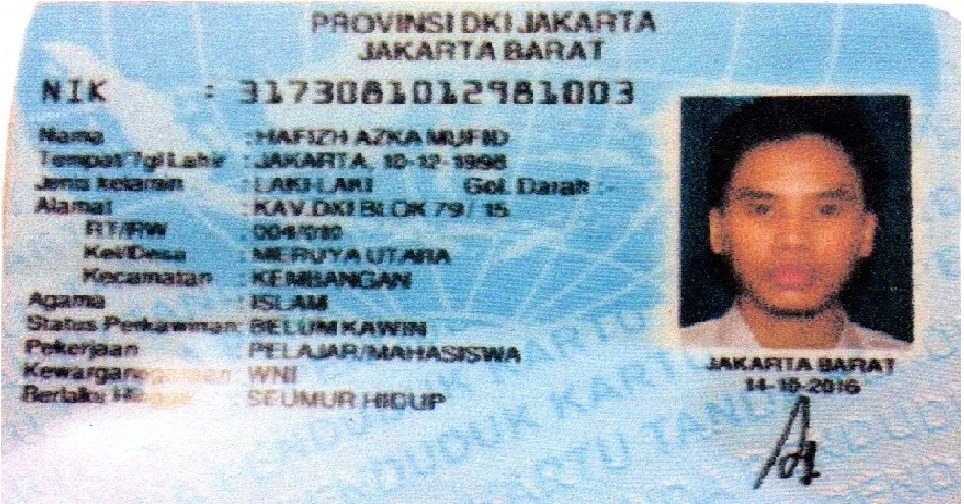 PROVINSI DKI JAKARTA
JAKARTA BARAT
NIK : 3173081012981003
Nama : HAFIZH AZKA MUFID
Tempat/Tgl Lahir : JAKARTA, 10-12-1998
Jenis kelamin : LAKI-LAKI Gol. Darah : -
Alamat : KAV.DKI BLOK 79 / 15
RT/RW : 004/010
Kel/Desa : MERUYA UTARA
Kecamatan : KEMBANGAN
Agama : ISLAM
Status Perkawinan: BELUM KAWIN
Pekerjaan : PELAJAR/MAHASISWA
Kewarganegaraan: WNI
Berlaku Hingga : SEUMUR HIDUP
JAKARTA BARAT
14-10-2016